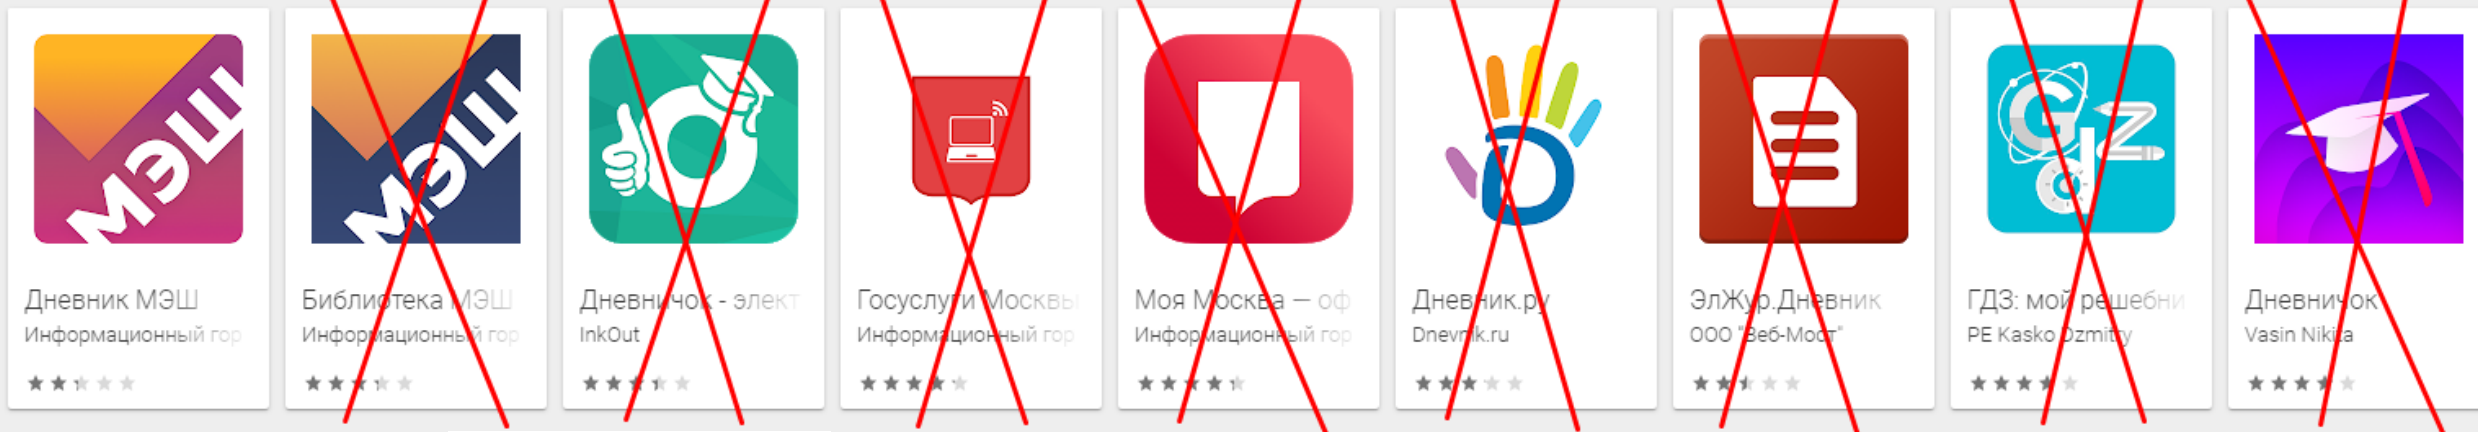 МЭШ
Дневник МЭШ
Информационный гор
МЭШ
Библиотека МЭШ
Информационный гор
Дневничок - элект
InkOut
Госуслуги Москвы
Информационный гор
Моя Москва — оф
Информационный гор
Дневник.ру
Dnevnik.ru
ЭлЖур.Дневник
ООО "Веб-Мост"
Gdz
ГДЗ: мой решебни
PE Kasko Dzmitry
Дневничок
Vasin Nikita